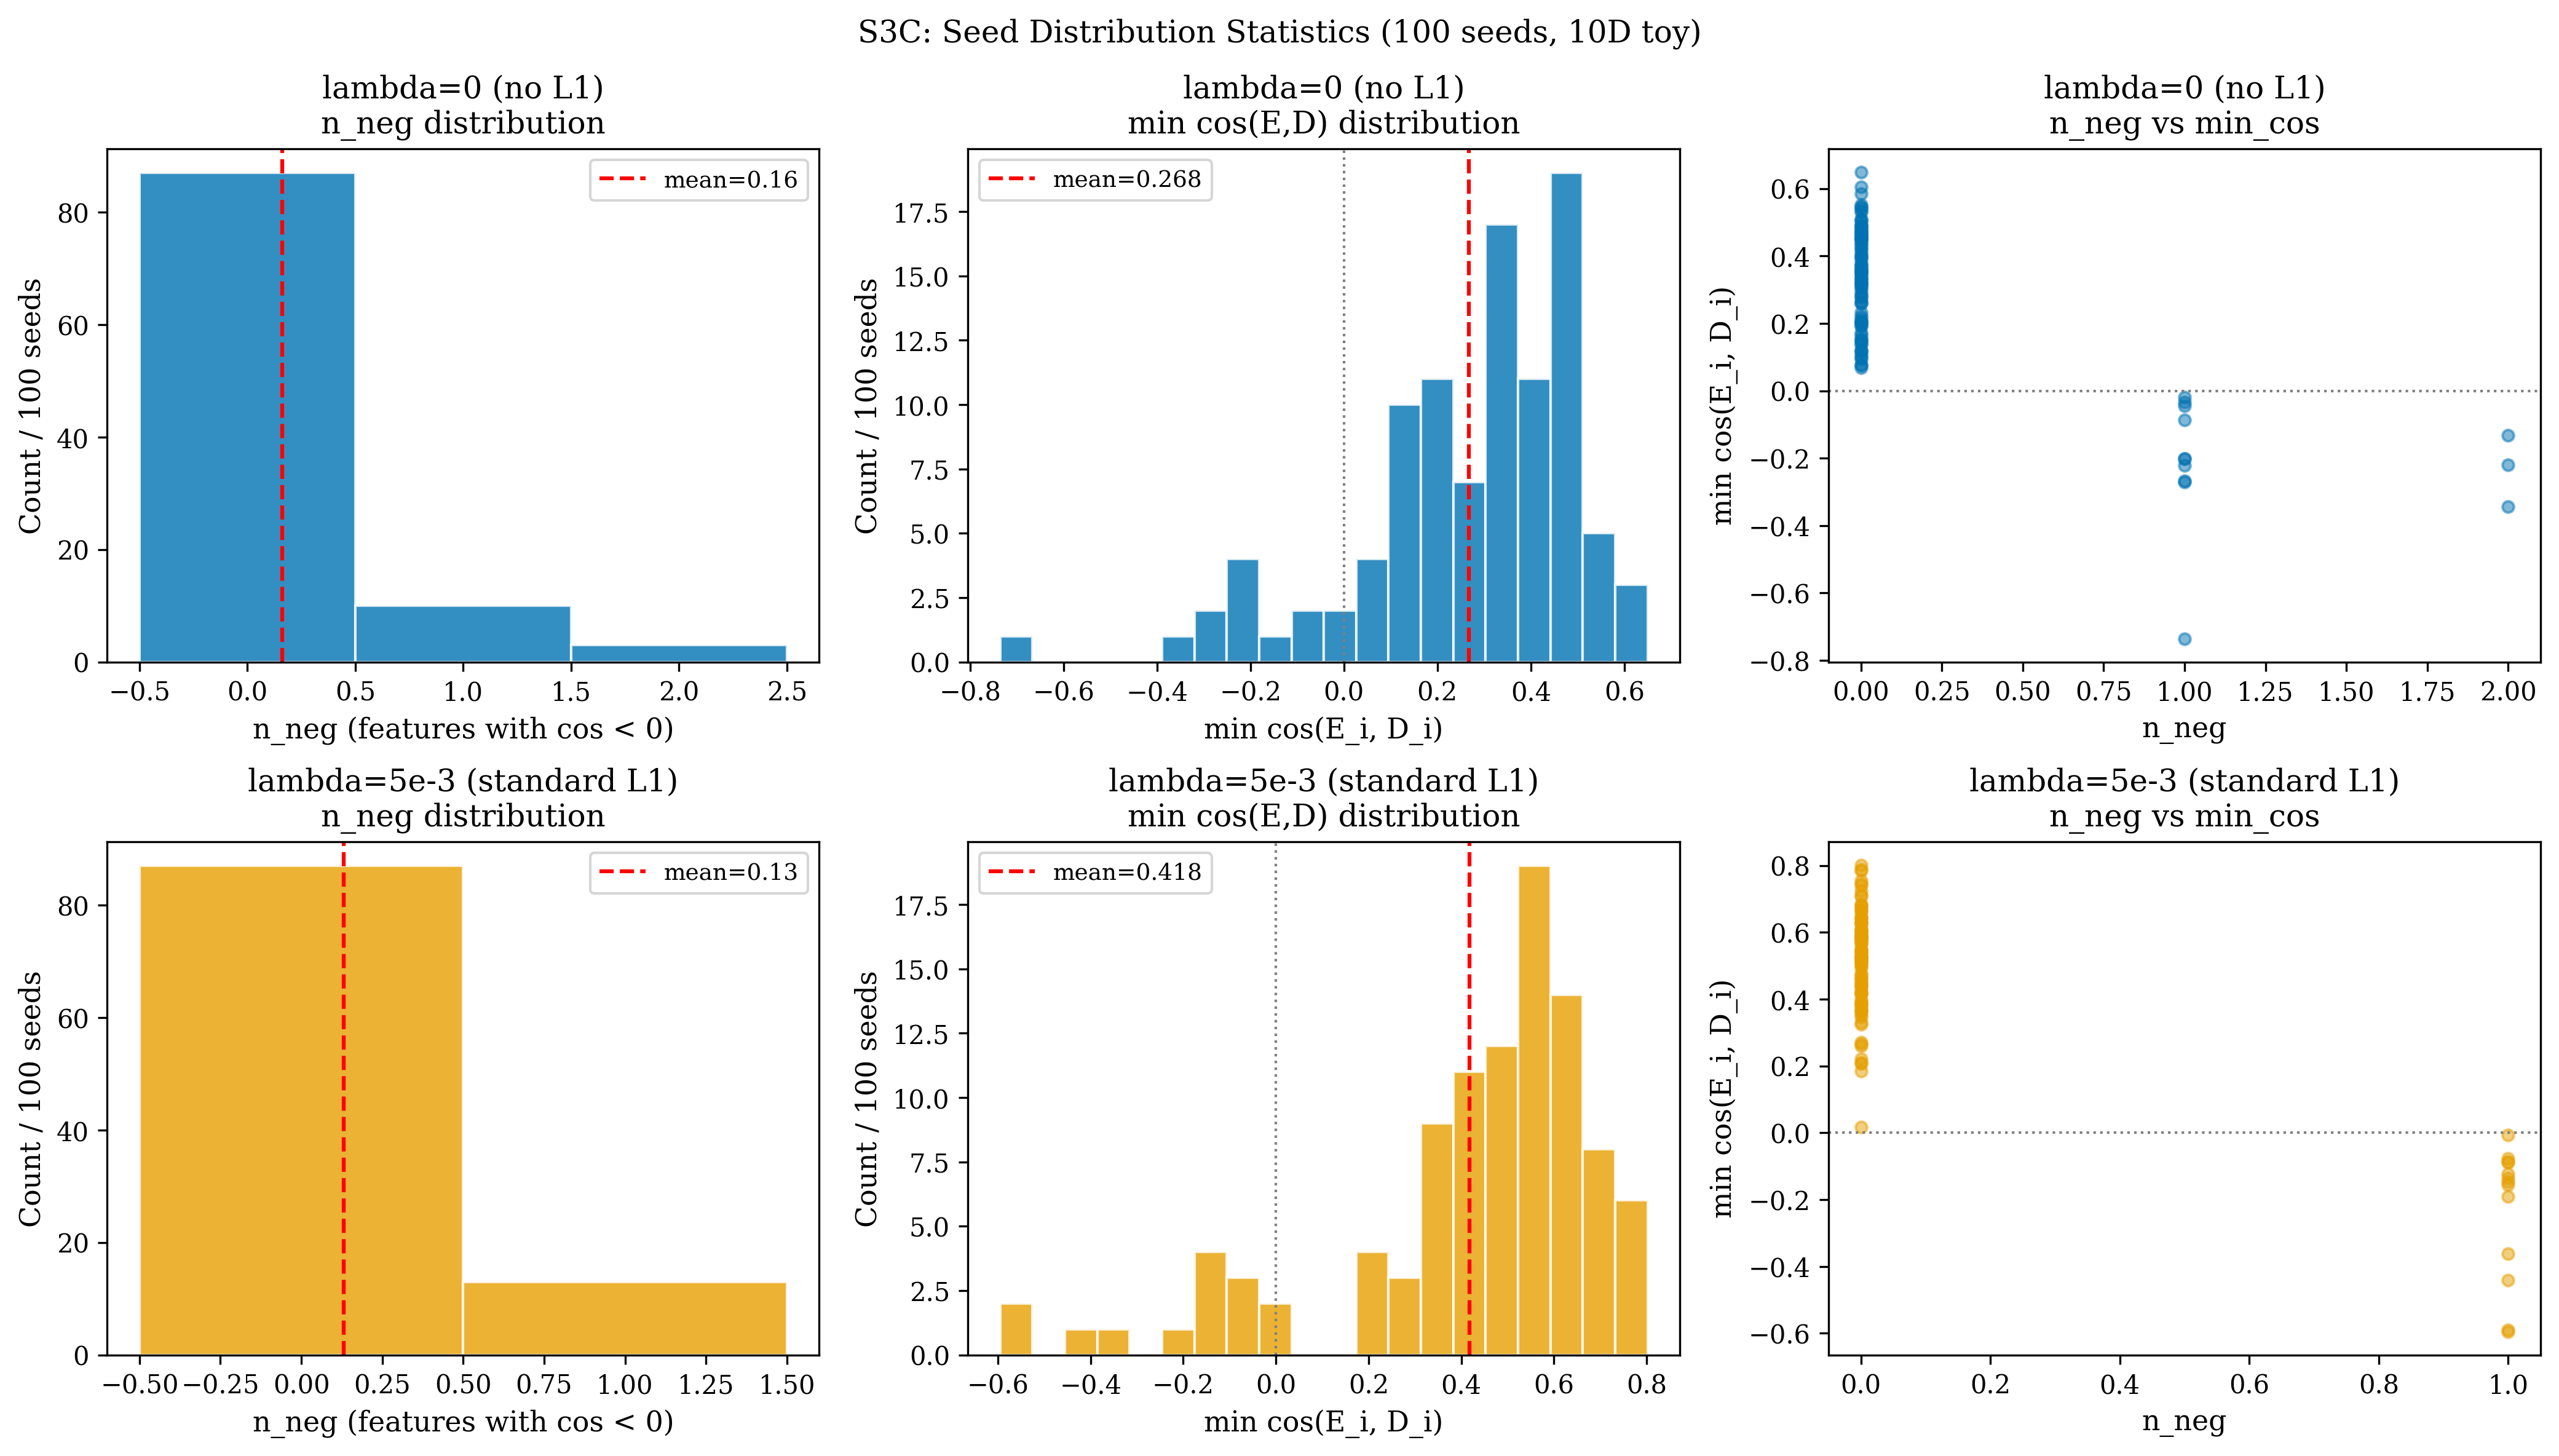 S3C: Seed Distribution Statistics (100 seeds, 10D toy)
lambda=0 (no L1)
n_neg distribution
mean=0.16
Count / 100 seeds
80
60
40
20
0
−0.5 0.0 0.5 1.0 1.5 2.0 2.5
n_neg (features with cos < 0)
lambda=0 (no L1)
min cos(E,D) distribution
mean=0.268
Count / 100 seeds
17.5
15.0
12.5
10.0
7.5
5.0
2.5
0.0
−0.8 −0.6 −0.4 −0.2 0.0 0.2 0.4 0.6
min cos(E_i, D_i)
lambda=0 (no L1)
n_neg vs min_cos
min cos(E_i, D_i)
0.6
0.4
0.2
0.0
−0.2
−0.4
−0.6
−0.8
0.00 0.25 0.50 0.75 1.00 1.25 1.50 1.75 2.00
n_neg
lambda=5e-3 (standard L1)
n_neg distribution
mean=0.13
Count / 100 seeds
80
60
40
20
0
−0.50 −0.25 0.00 0.25 0.50 0.75 1.00 1.25 1.50
n_neg (features with cos < 0)
lambda=5e-3 (standard L1)
min cos(E,D) distribution
mean=0.418
Count / 100 seeds
17.5
15.0
12.5
10.0
7.5
5.0
2.5
0.0
−0.6 −0.4 −0.2 0.0 0.2 0.4 0.6 0.8
min cos(E_i, D_i)
lambda=5e-3 (standard L1)
n_neg vs min_cos
min cos(E_i, D_i)
0.8
0.6
0.4
0.2
0.0
−0.2
−0.4
−0.6
0.0 0.2 0.4 0.6 0.8 1.0
n_neg